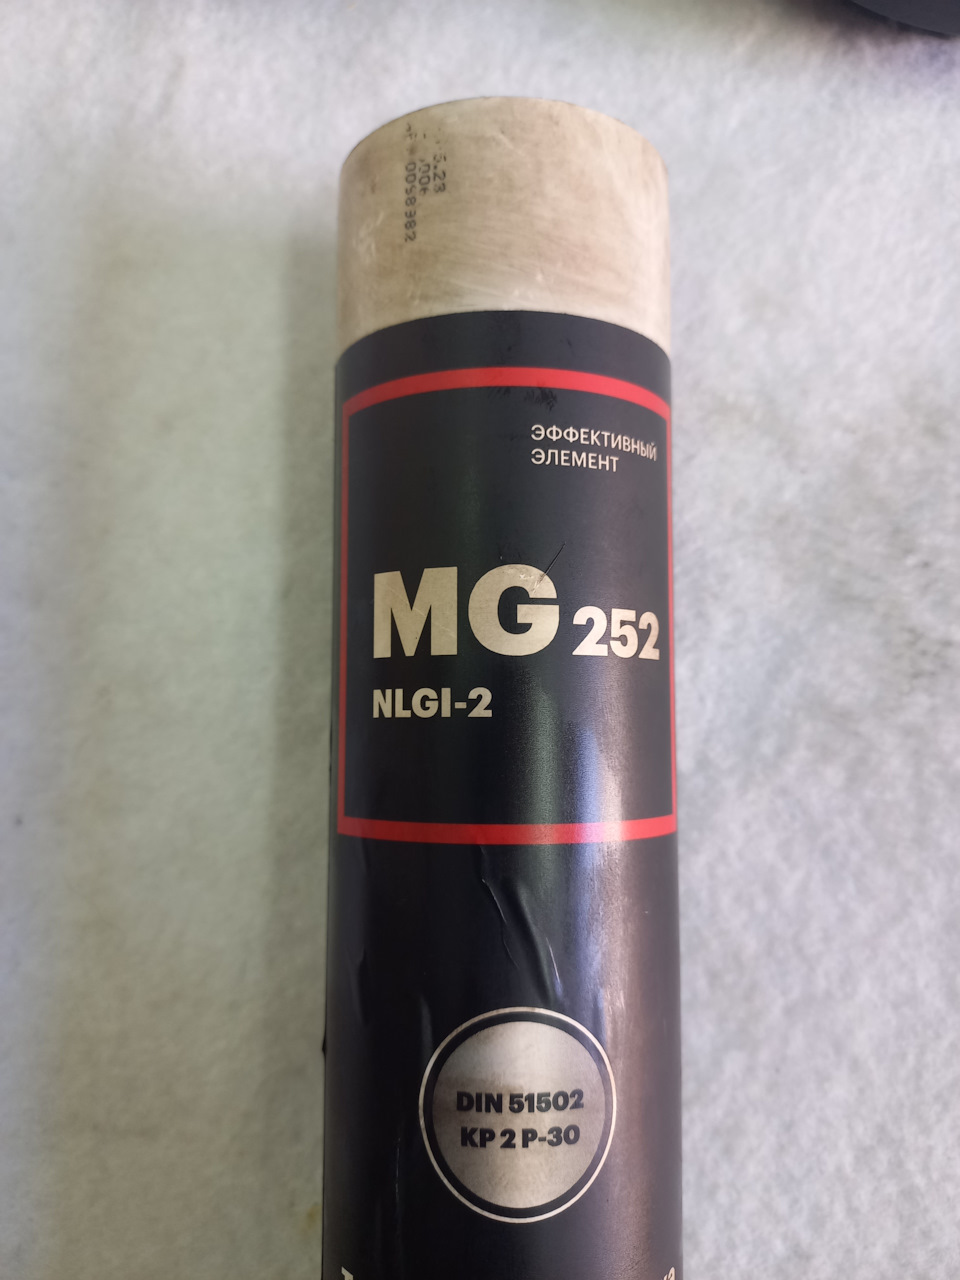 ЭФФЕКТИВНЫЙ
ЭЛЕМЕНТ
MG 252
NLGI-2
DIN 51502
KP 2 P-30